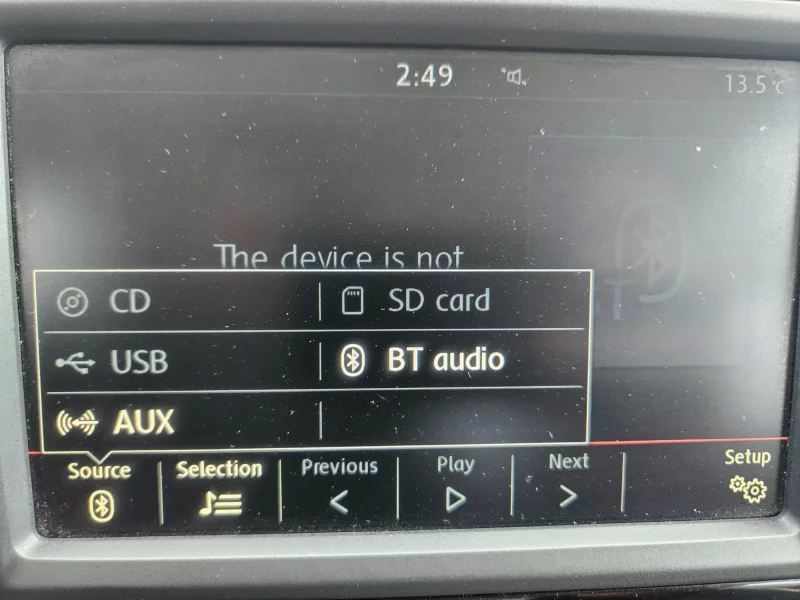 2:49
13.5°C
The device is not
CD
SD card
USB
BT audio
AUX
Source
Selection
Previous
Play
Next
Setup